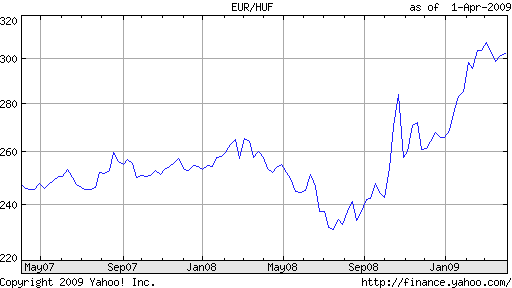 EUR/HUF as of 1-Apr-2009
320
300
280
260
240
220
May07 Sep07 Jan08 May08 Sep08 Jan09
Copyright 2009 Yahoo! Inc. http://finance.yahoo.com/